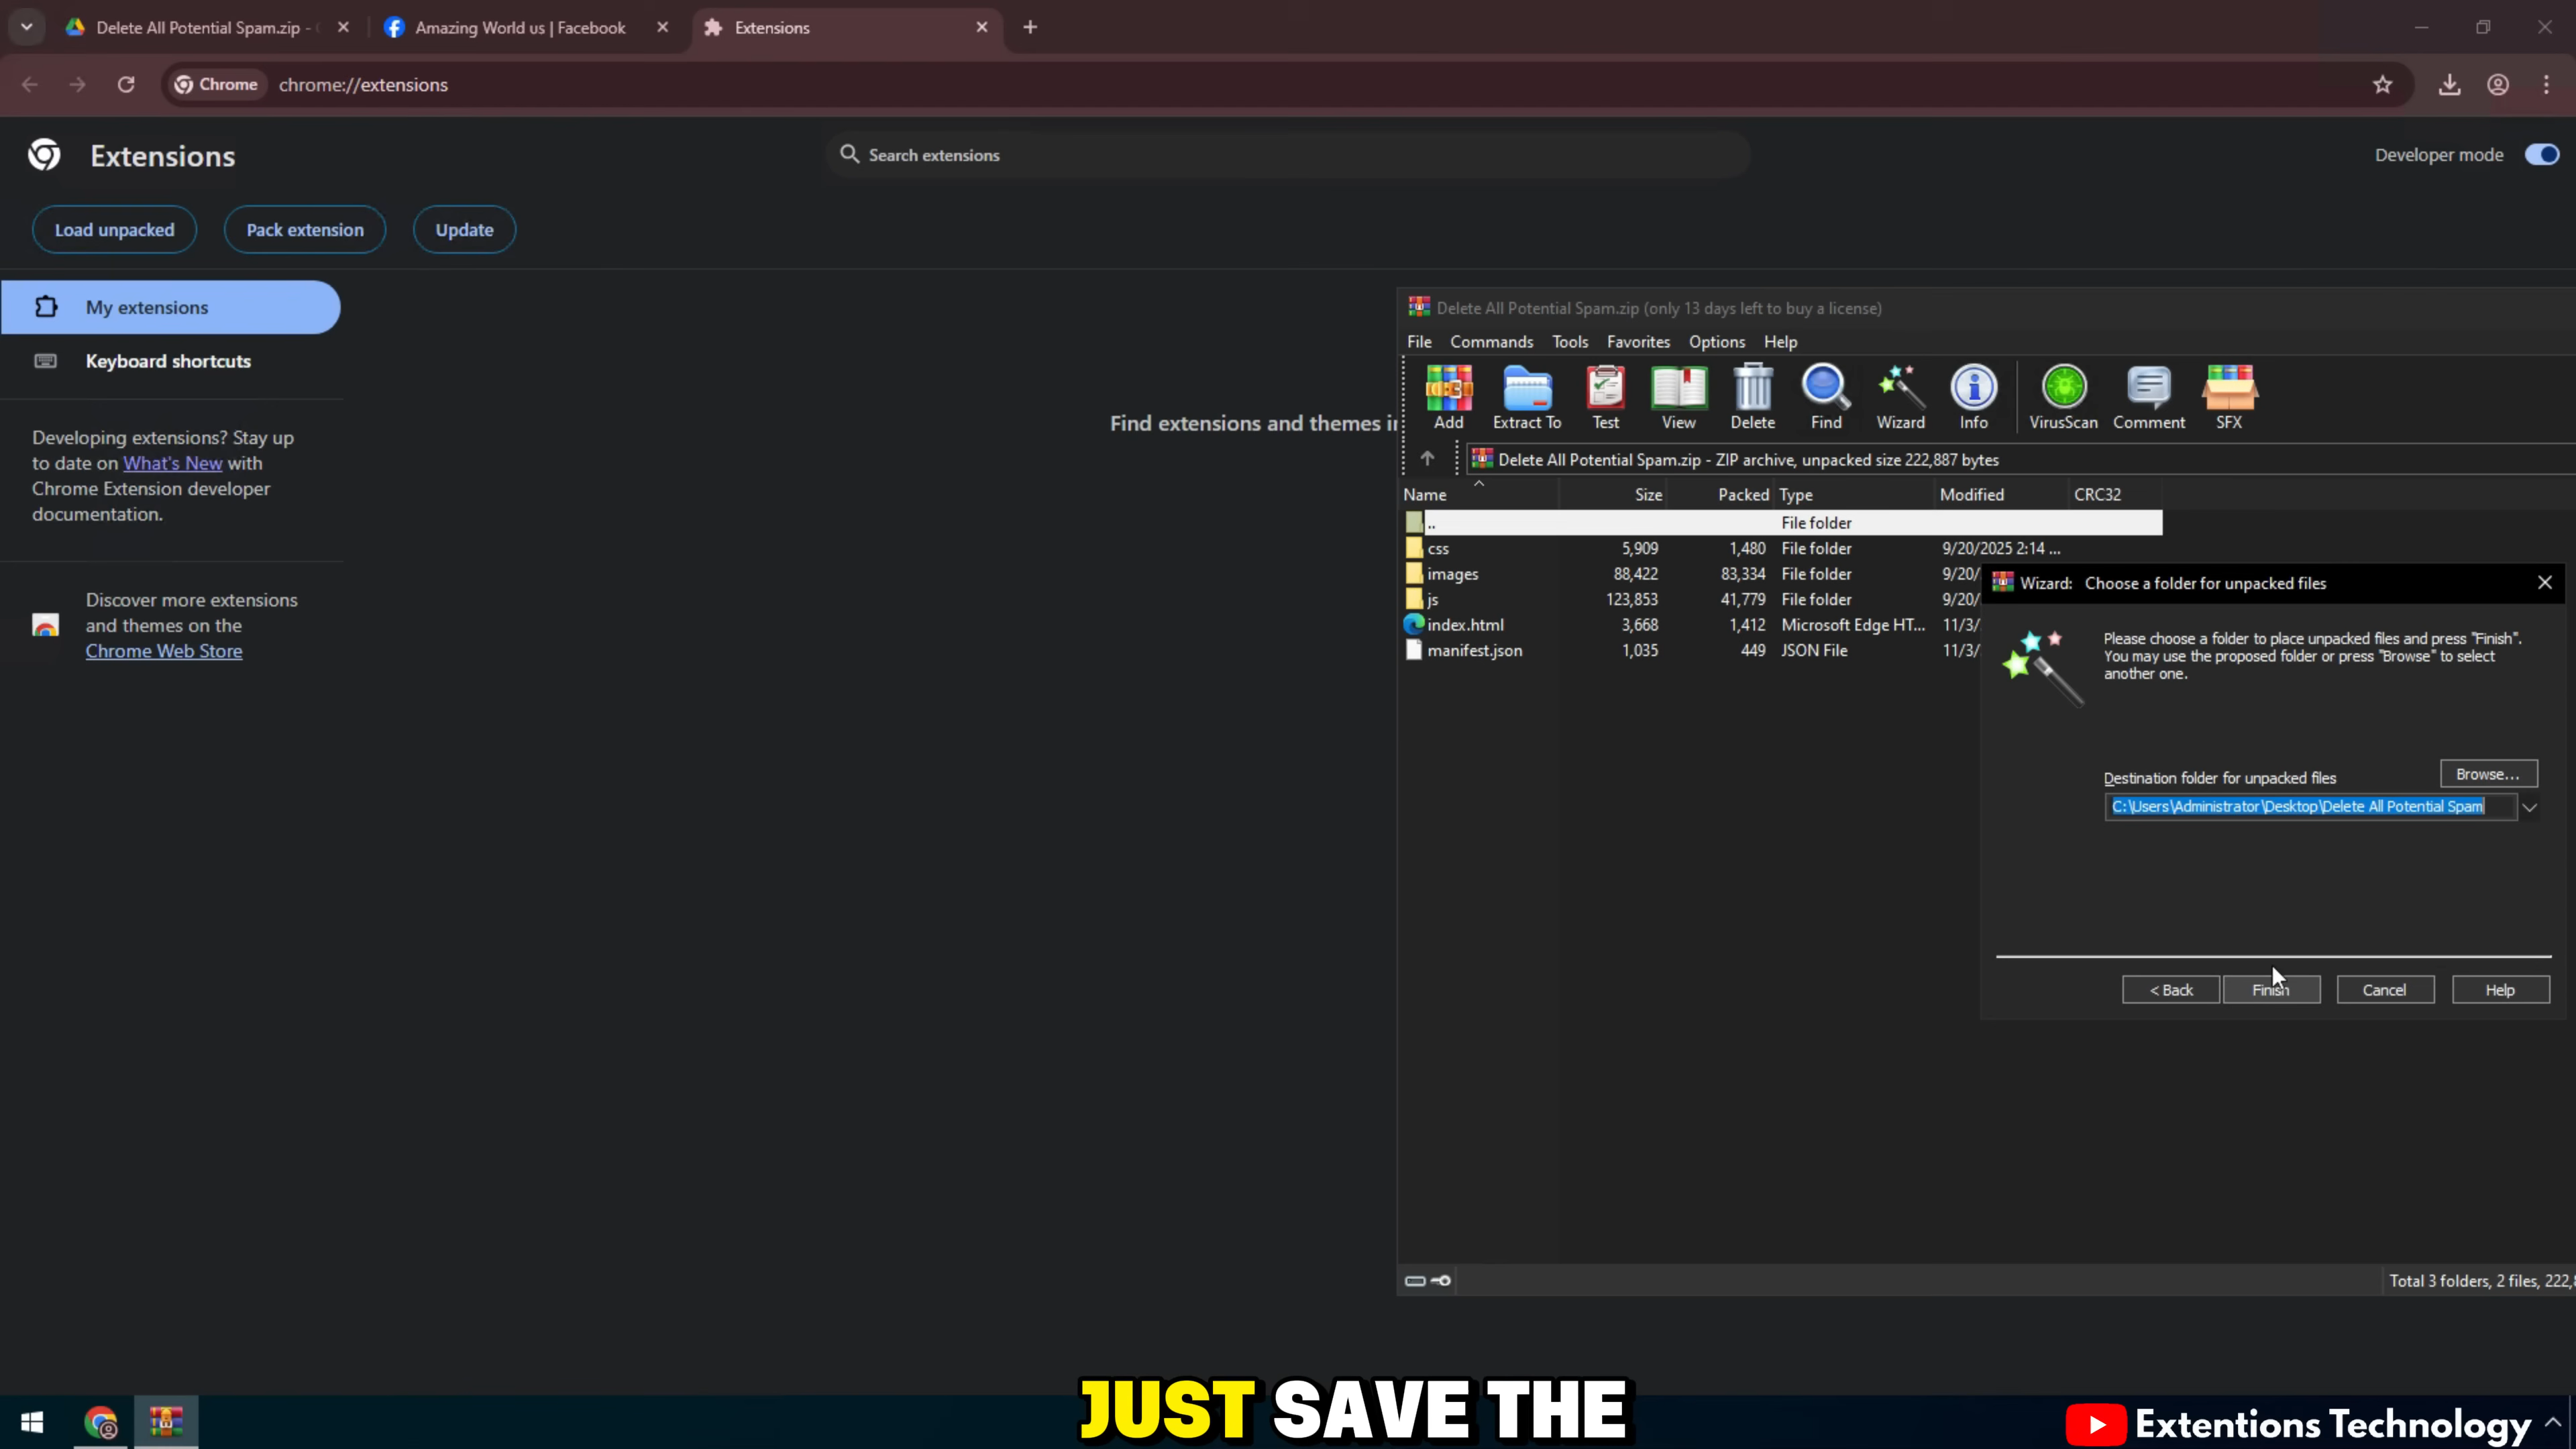 Delete All Potential Spam.zip -
Amazing World us | Facebook
Extensions
Chrome
chrome://extensions
Extensions
Search extensions
Developer mode
Load unpacked
Pack extension
Update
My extensions
Keyboard shortcuts
Developing extensions? Stay up
to date on What's New with
Chrome Extension developer
documentation.
Discover more extensions
and themes on the
Chrome Web Store
Find extensions and themes in
Delete All Potential Spam.zip (only 13 days left to buy a license)
File Commands Tools Favorites Options Help
Add Extract To Test View Delete Find Wizard Info VirusScan Comment SFX
Delete All Potential Spam.zip - ZIP archive, unpacked size 222,887 bytes
Name Size Packed Type Modified CRC32
.. File folder
css 5,909 1,480 File folder 9/20/2025 2:14 ...
images 88,422 83,334 File folder 9/20/
js 123,853 41,779 File folder 9/20/
index.html 3,668 1,412 Microsoft Edge HT... 11/3/
manifest.json 1,035 449 JSON File 11/3/
Wizard: Choose a folder for unpacked files
Please choose a folder to place unpacked files and press "Finish".
You may use the proposed folder or press "Browse" to select
another one.
Destination folder for unpacked files
Browse...
C:\Users\Administrator\Desktop\Delete All Potential Spam
< Back Finish Cancel Help
Total 3 folders, 2 files, 222,8
JUST SAVE THE
Extentions Technology